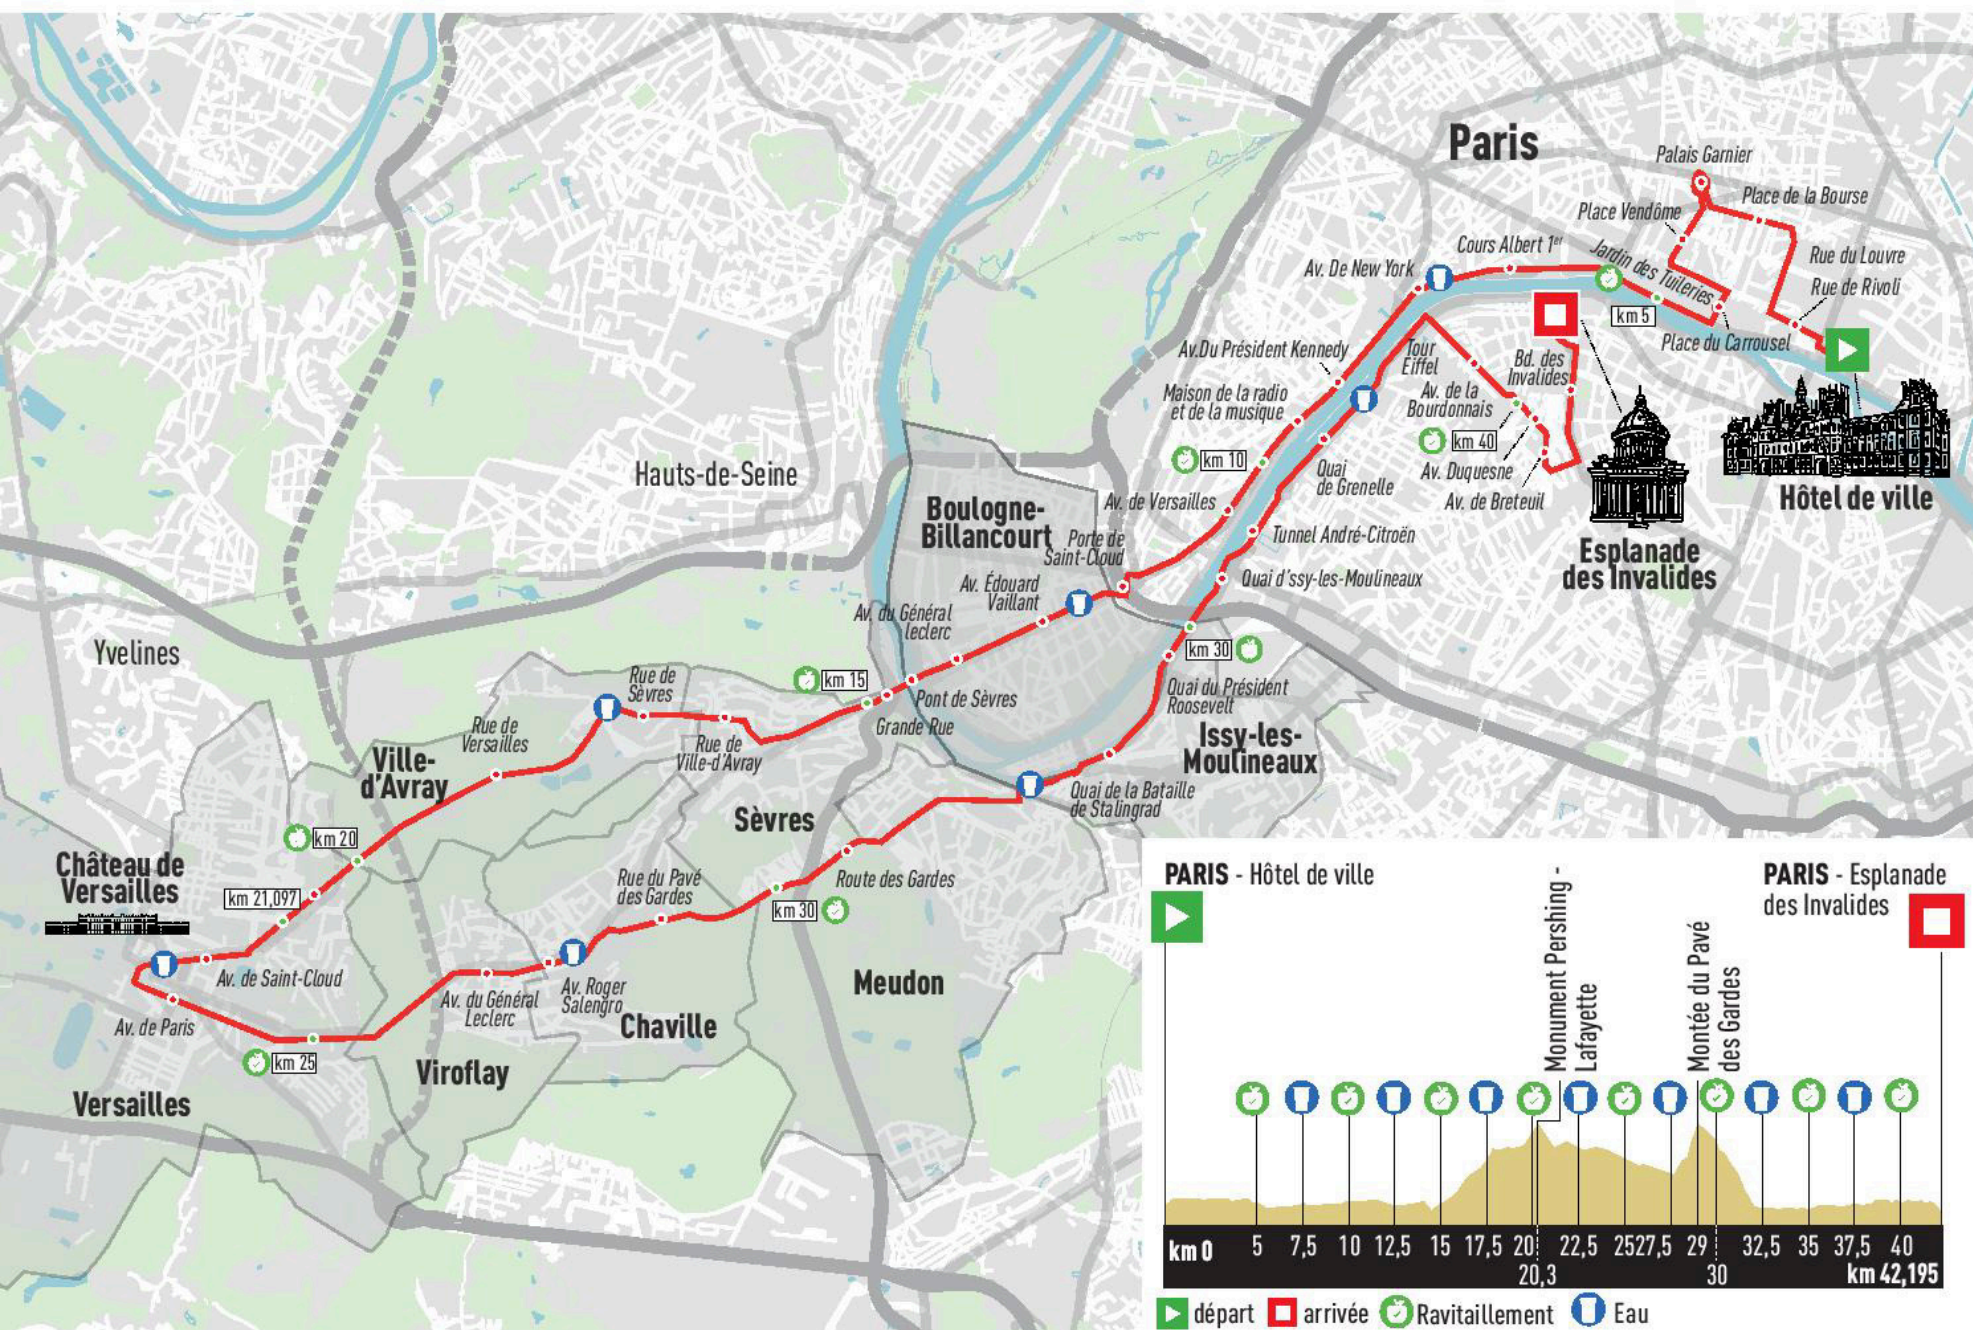 Paris
Palais Garnier
Place de la Bourse
Place Vendôme
Rue du Louvre
Rue de Rivoli
Cours Albert 1er
Jardin des Tuileries
Av. De New York
km 5
Place du Carrousel
Hôtel de ville
Av.Du Président Kennedy
Tour
Eiffel
Bd. des
Invalides
Maison de la radio
et de la musique
Av. de la
Bourdonnais
km 40
km 10
Av. Duquesne
Av. de Breteuil
Quai
de Grenelle
Esplanade
des Invalides
Hauts-de-Seine
Boulogne-
Billancourt
Av. de Versailles
Porte de
Saint-Cloud
Tunnel André-Citroën
Quai d'ssy-les-Moulineaux
Av. Édouard
Vaillant
Av. du Général
leclerc
km 30
Yvelines
km 15
Pont de Sèvres
Grande Rue
Quai du Président
Roosevelt
Issy-les-
Moulineaux
Rue de
Sèvres
Rue de
Versailles
Rue de
Ville-d'Avray
Ville-
d'Avray
Quai de la Bataille
de Stalingrad
Sèvres
km 20
Château de
Versailles
km 21,097
Rue du Pavé
des Gardes
Route des Gardes
km 30
Av. de Saint-Cloud
Av. de Paris
km 25
Av. du Général
Leclerc
Av. Roger
Salengro
Chaville
Meudon
Viroflay
Versailles
PARIS - Hôtel de ville
PARIS - Esplanade
des Invalides
Monument Pershing -
Lafayette
Montée du Pavé
des Gardes
km 0 5 7,5 10 12,5 15 17,5 20 22,5 25 27,5 29 32,5 35 37,5 40
20,3 30 km 42,195
départ arrivée Ravitaillement Eau